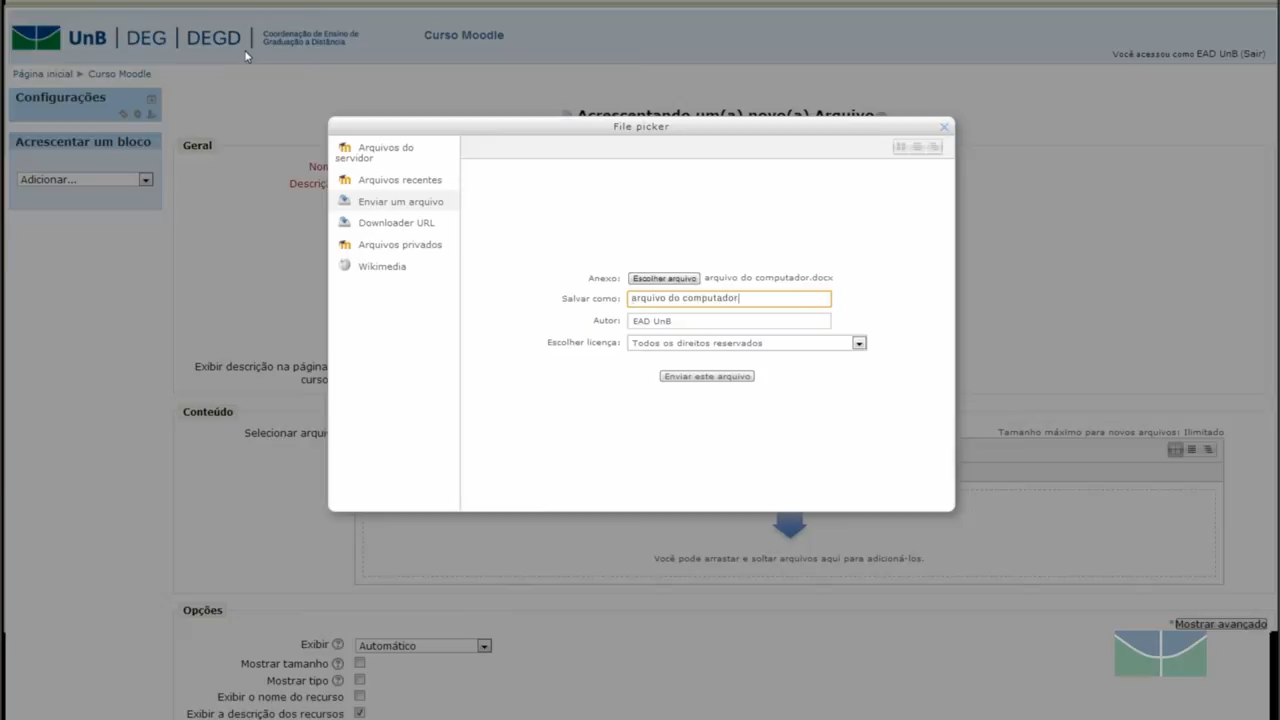 UnB | DEG | DEGD | Coordenação de Ensino de
Graduação a Distância
Curso Moodle
Você acessou como EAD UnB (Sair)
Página inicial ► Curso Moodle
Configurações
Acrescentar um bloco
Adicionar...
Acrescentando um(a) novo(a) Arquivo
Geral
File picker
Arquivos do
servidor
Arquivos recentes
Enviar um arquivo
Downloader URL
Arquivos privados
Wikimedia
Anexo: Escolher arquivo arquivo do computador.docx
Salvar como: arquivo do computador
Autor: EAD UnB
Escolher licença: Todos os direitos reservados
Enviar este arquivo
Exibir descrição na página
curso
Conteúdo
Tamanho máximo para novos arquivos: Ilimitado
Você pode arrastar e soltar arquivos aqui para adicioná-los.
Opções
*Mostrar avançado
Exibir Automático
Mostrar tamanho
Mostrar tipo
Exibir o nome do recurso
Exibir a descrição dos recursos